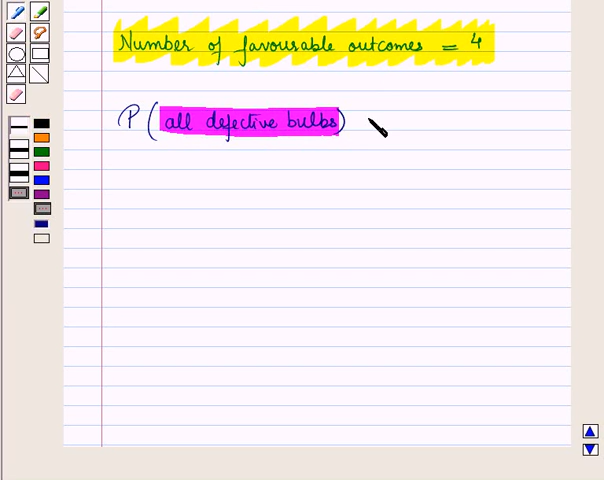 Number of favourable outcomes = 4
P (all defective bulbs)